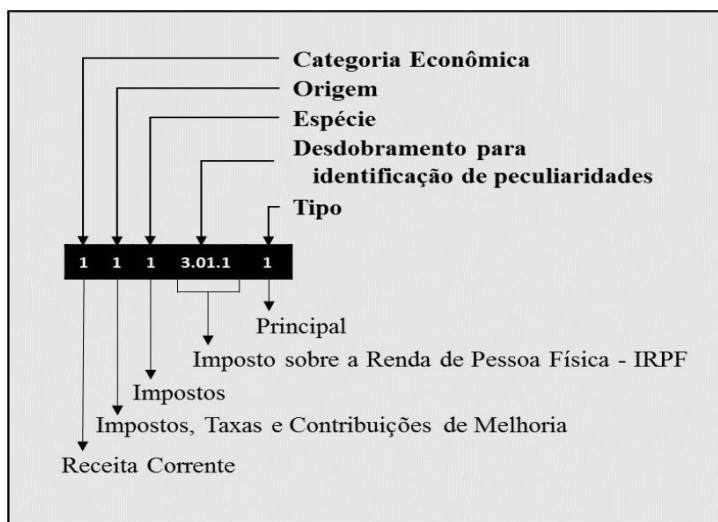 Categoria Econômica
Origem
Espécie
Desdobramento para
identificação de peculiaridades
Tipo
1 1 1 3.01.1 1
Principal
Imposto sobre a Renda de Pessoa Física - IRPF
Impostos
Impostos, Taxas e Contribuições de Melhoria
Receita Corrente